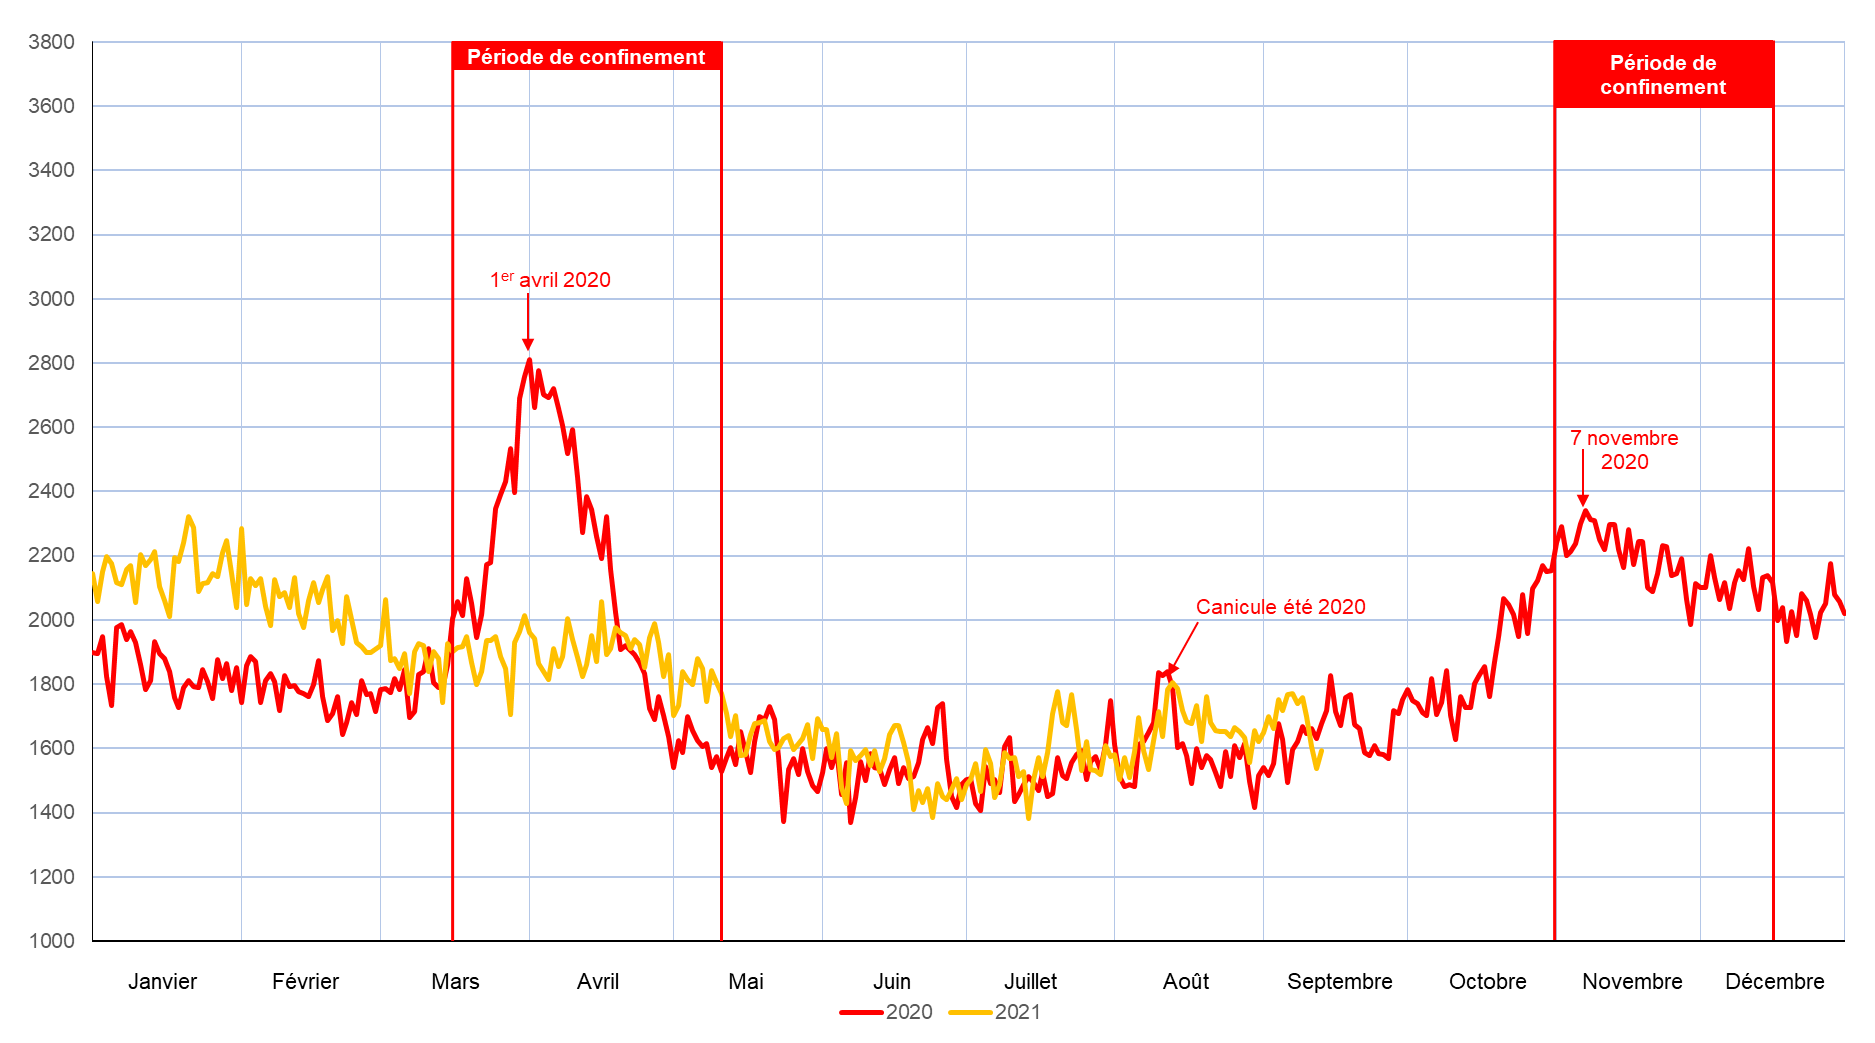 3800
3600
3400
3200
3000
2800
2600
2400
2200
2000
1800
1600
1400
1200
1000
Période de confinement
Période de
confinement
1er avril 2020
7 novembre
2020
Canicule été 2020
Janvier Février Mars Avril Mai Juin Juillet Août Septembre Octobre Novembre Décembre
2020 2021